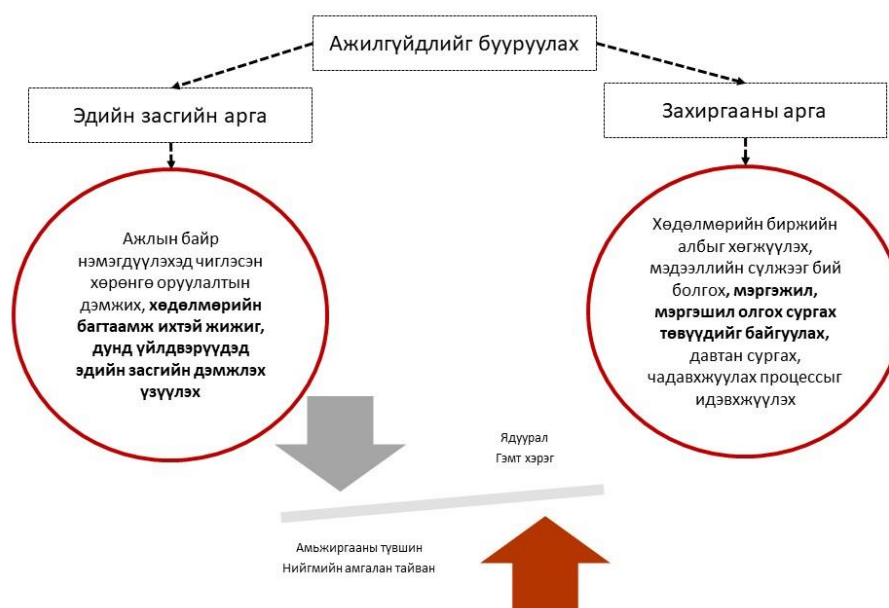 Ажилгүйдлийг бууруулах
Эдийн засгийн арга
Захиргааны арга
Ажлын байр
нэмэгдүүлэхэд чиглэсэн
хөрөнгө оруулалтын
дэмжих, хөдөлмөрийн
багтаамж ихтэй жижиг,
дунд үйлдвэрүүдэд
эдийн засгийн дэмжлэх
үзүүлэх
Хөдөлмөрийн биржийн
албыг хөгжүүлэх,
мэдээллийн сүлжээг бий
болгох, мэргэжил,
мэргэшил олгох сургах
төвүүдийг байгуулах,
давтан сургах,
чадавхжуулах процессыг
идэвхжүүлэх
Ядуурал
Гэмт хэрэг
Амьжиргааны түвшин
Нийгмийн амгалан тайван